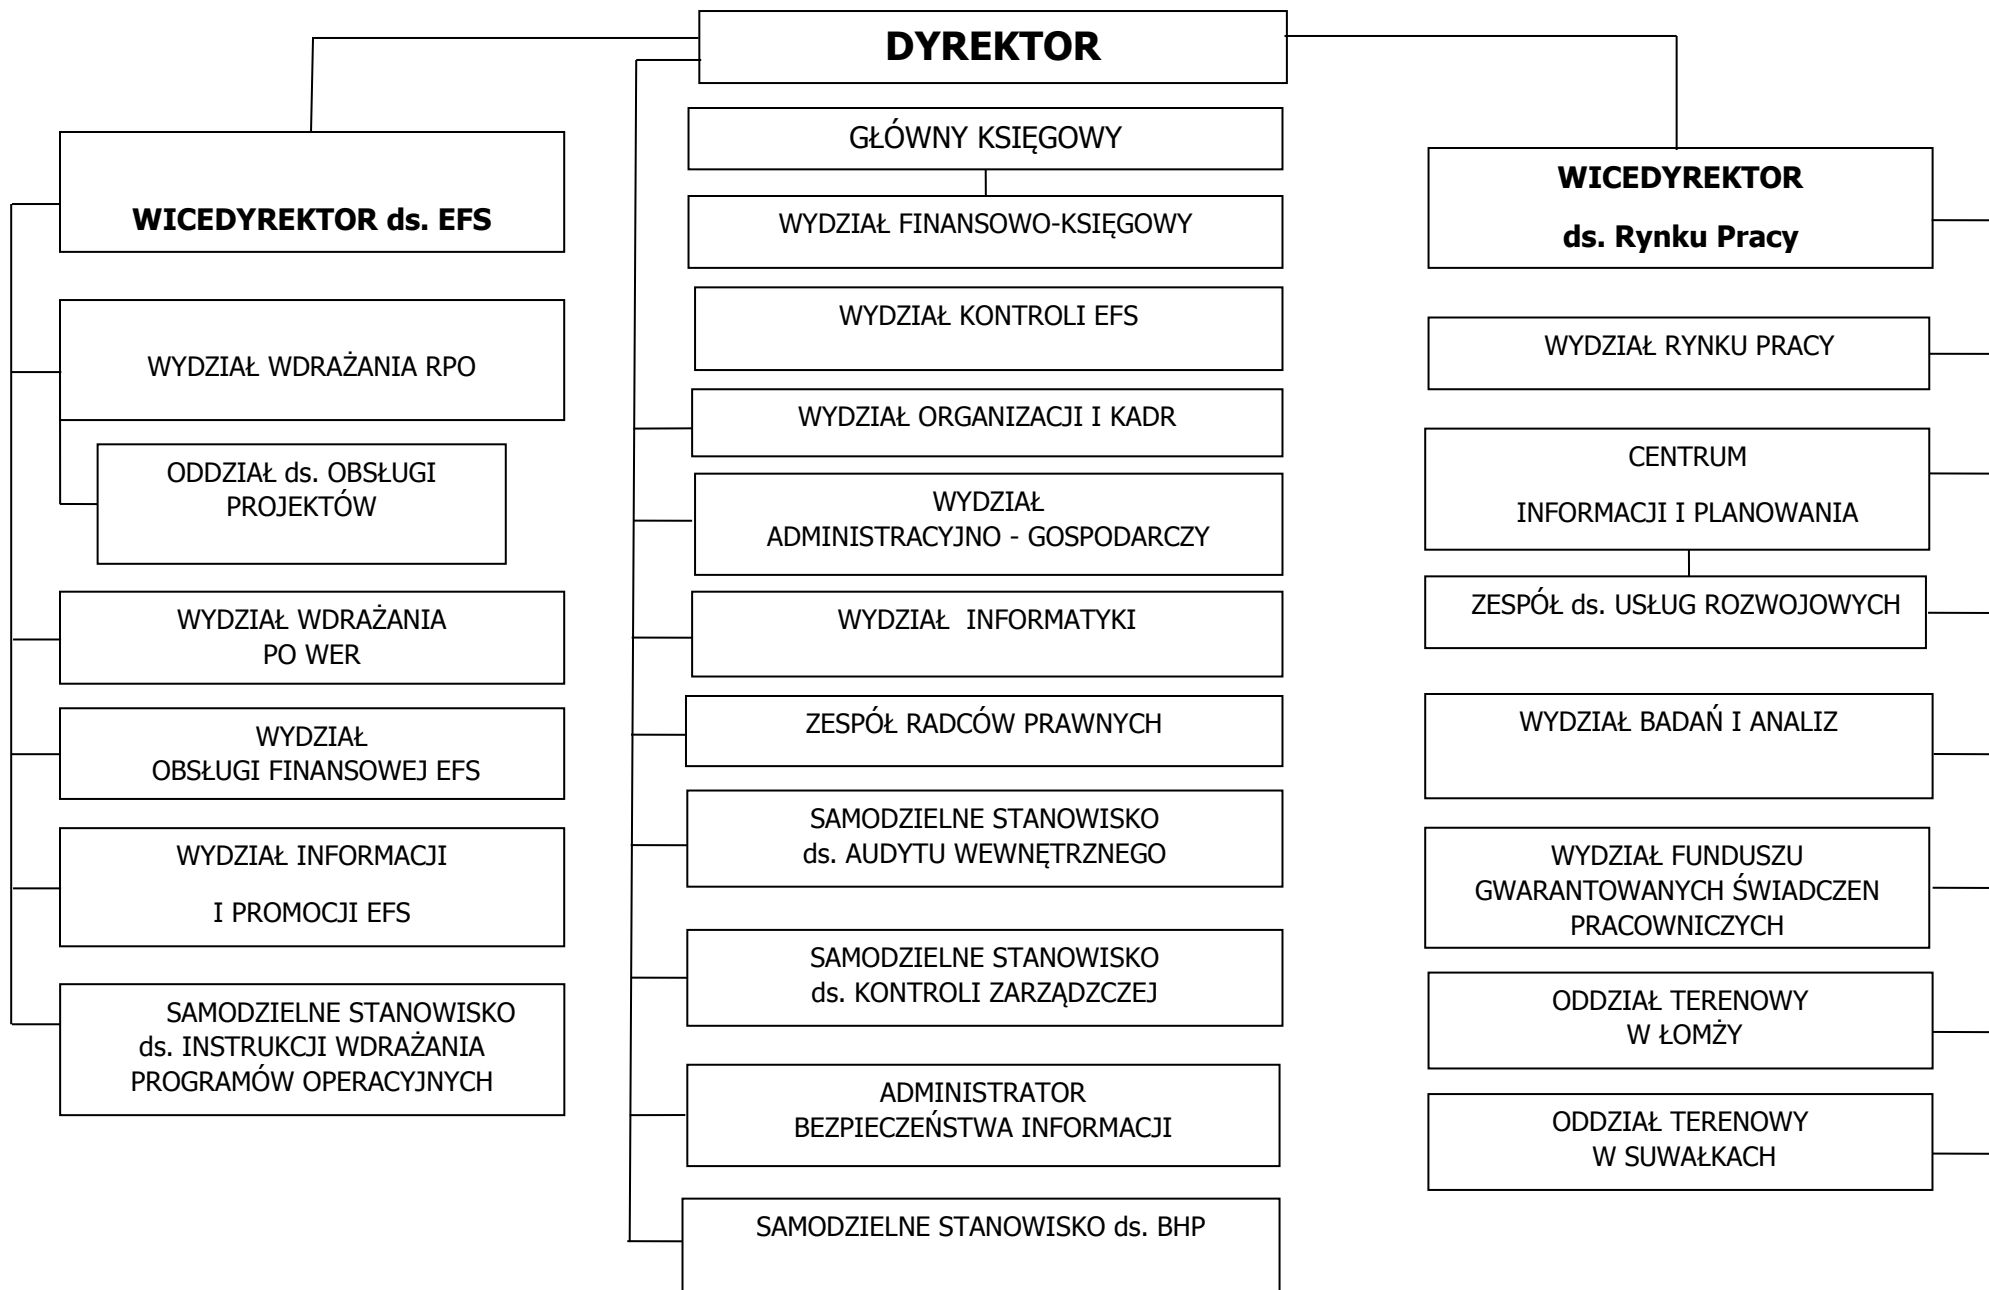 DYREKTOR
WICEDYREKTOR ds. EFS
WYDZIAŁ WDRAŻANIA RPO
ODDZIAŁ ds. OBSŁUGI
PROJEKTÓW
WYDZIAŁ WDRAŻANIA
PO WER
WYDZIAŁ
OBSŁUGI FINANSOWEJ EFS
WYDZIAŁ INFORMACJI
I PROMOCJI EFS
SAMODZIELNE STANOWISKO
ds. INSTRUKCJI WDRAŻANIA
PROGRAMÓW OPERACYJNYCH
GŁÓWNY KSIĘGOWY
WYDZIAŁ FINANSOWO-KSIĘGOWY
WYDZIAŁ KONTROLI EFS
WYDZIAŁ ORGANIZACJI I KADR
WYDZIAŁ
ADMINISTRACYJNO - GOSPODARCZY
WYDZIAŁ  INFORMATYKI
ZESPÓŁ RADCÓW PRAWNYCH
SAMODZIELNE STANOWISKO
ds. AUDYTU WEWNĘTRZNEGO
SAMODZIELNE STANOWISKO
ds. KONTROLI ZARZĄDZCZEJ
ADMINISTRATOR
BEZPIECZEŃSTWA INFORMACJI
SAMODZIELNE STANOWISKO ds. BHP
WICEDYREKTOR
ds. Rynku Pracy
WYDZIAŁ RYNKU PRACY
CENTRUM
INFORMACJI I PLANOWANIA
ZESPÓŁ ds. USŁUG ROZWOJOWYCH
WYDZIAŁ BADAŃ I ANALIZ
WYDZIAŁ FUNDUSZU
GWARANTOWANYCH ŚWIADCZEN
PRACOWNICZYCH
ODDZIAŁ TERENOWY
W ŁOMŻY
ODDZIAŁ TERENOWY
W SUWAŁKACH